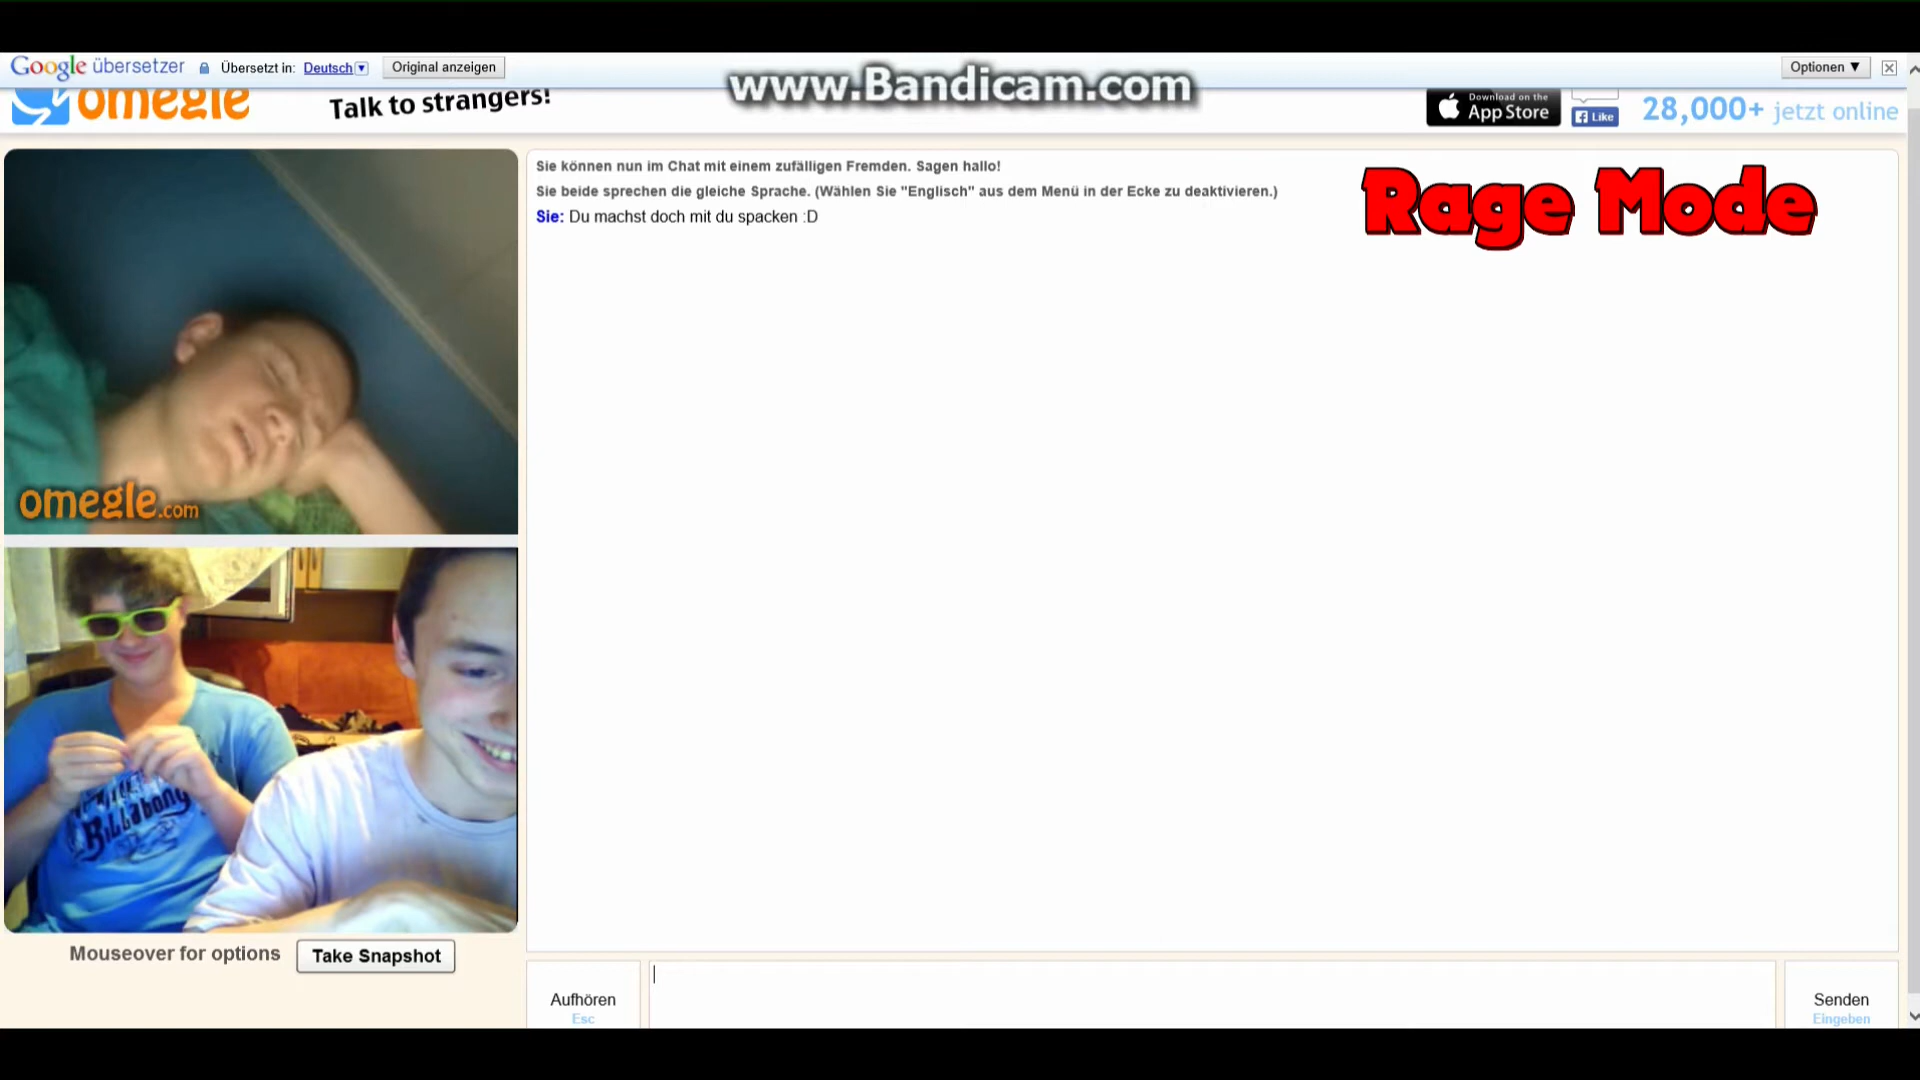 Google übersetzer Übersetzt in: Deutsch Original anzeigen Optionen
www.Bandicam.com
omegle Talk to strangers!
Download on the
App Store
Like
28,000+ jetzt online
Sie können nun im Chat mit einem zufälligen Fremden. Sagen hallo!
Sie beide sprechen die gleiche Sprache. (Wählen Sie "Englisch" aus dem Menü in der Ecke zu deaktivieren.)
Sie: Du machst doch mit du spacken :D
Rage Mode
omegle.com
Billabong
Mouseover for options Take Snapshot
Aufhören
Esc
Senden
Eingeben